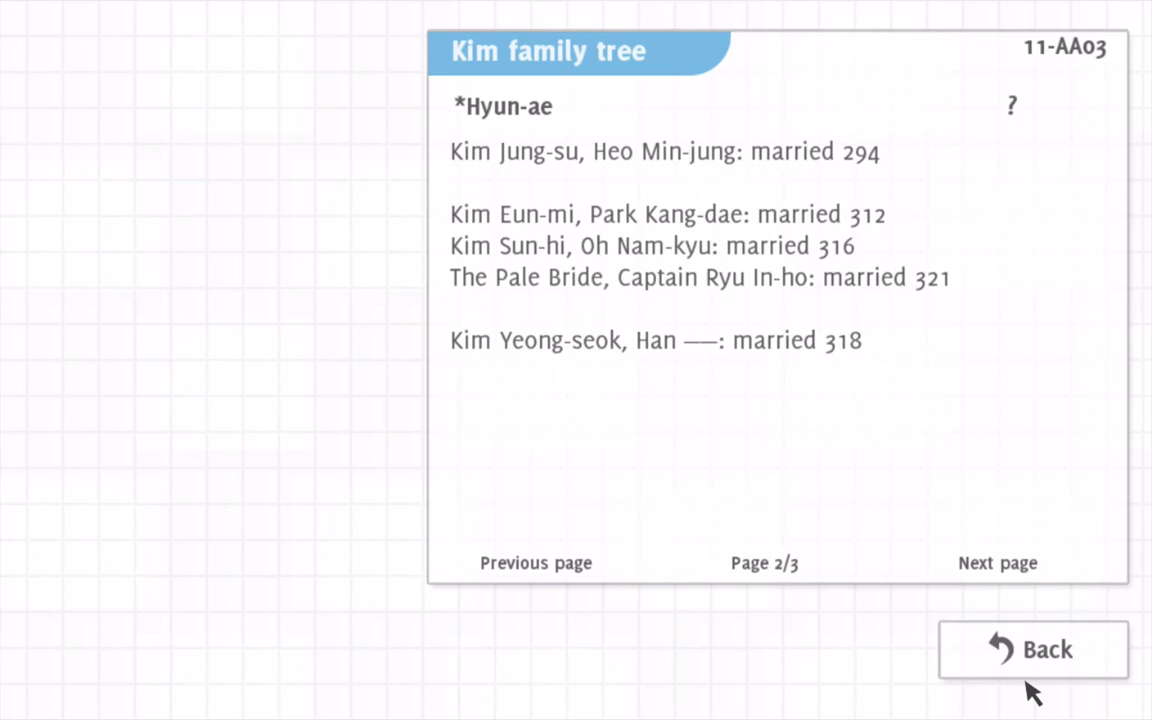 Kim family tree
11-AA03
*Hyun-ae ?
Kim Jung-su, Heo Min-jung: married 294
Kim Eun-mi, Park Kang-dae: married 312
Kim Sun-hi, Oh Nam-kyu: married 316
The Pale Bride, Captain Ryu In-ho: married 321
Kim Yeong-seok, Han ——: married 318
Previous page Page 2/3 Next page
Back